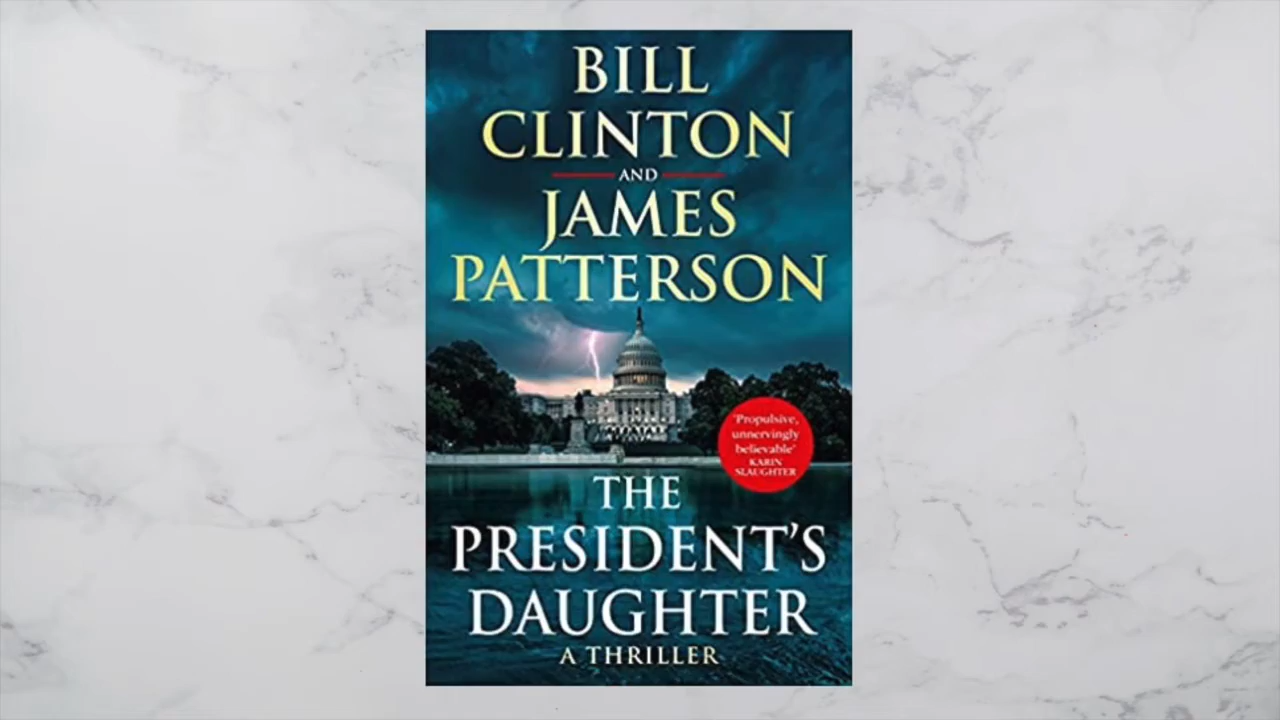 BILL
CLINTON
AND
JAMES
PATTERSON
'Propulsive,
unnervingly
believable'
KARIN
SLAUGHTER
THE
PRESIDENT'S
DAUGHTER
A THRILLER